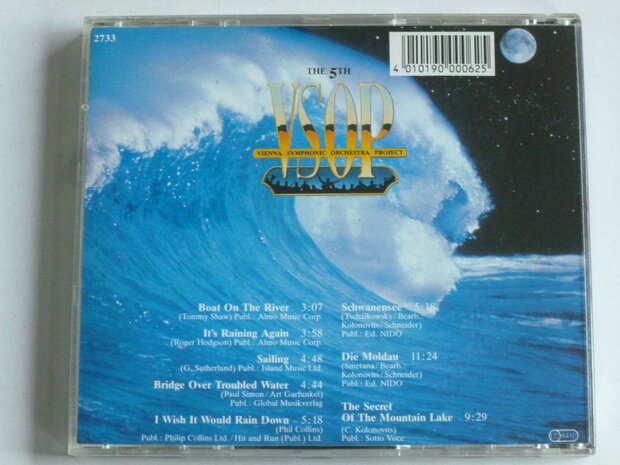 2733
4 010190 000625
THE 5TH
VSOP
VIENNA SYMPHONIC ORCHESTRA PROJECT
Boat On The River 3:07
(Tommy Shaw) Publ.: Almo Music Corp.
It's Raining Again 3:58
(Roger Hodgson) Publ.: Almo Music Corp
Sailing 4:48
(G. Sutherland) Publ.: Island Music Ltd.
Bridge Over Troubled Water 4:44
(Paul Simon / Art Garfunkel)
Publ.: Global Musikverlag
I Wish It Would Rain Down 5:18
(Phil Collins)
Publ.: Philip Collins Ltd. / Hit and Run (Publ.) Ltd.
Schwanensee 5:18
(Tschaikowsky / Bearb.:
Kolonovits / Schneider)
Publ.: Ed. NIDO
Die Moldau 11:24
(Smetana / Bearb.:
Kolonovits / Schneider)
Publ.: Ed. NIDO
The Secret
Of The Mountain Lake 9:29
(C. Kolonovits)
Publ.: Sotto Voce